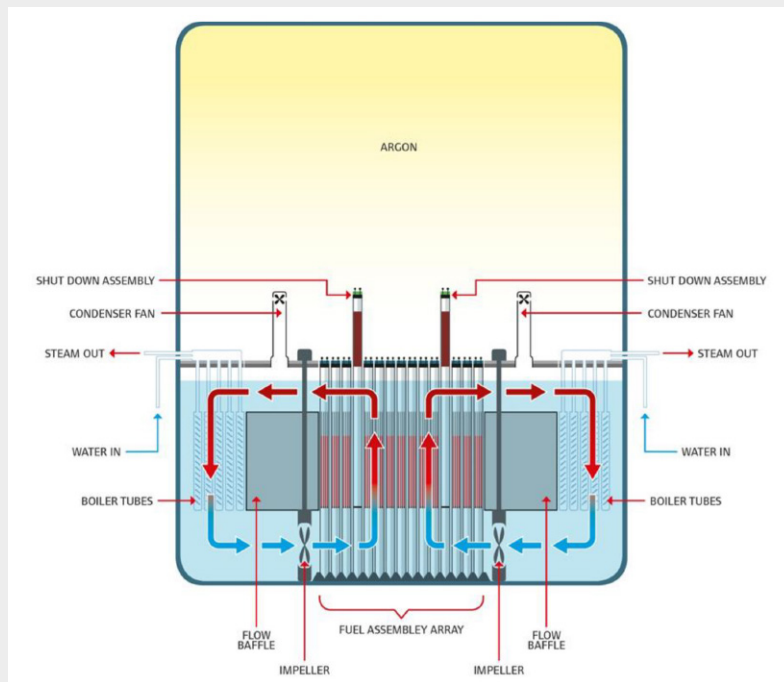 ARGON
SHUT DOWN ASSEMBLY
SHUT DOWN ASSEMBLY
CONDENSER FAN
CONDENSER FAN
STEAM OUT
STEAM OUT
WATER IN
WATER IN
BOILER TUBES
BOILER TUBES
FLOW
BAFFLE
IMPELLER
FUEL ASSEMBLEY ARRAY
IMPELLER
FLOW
BAFFLE